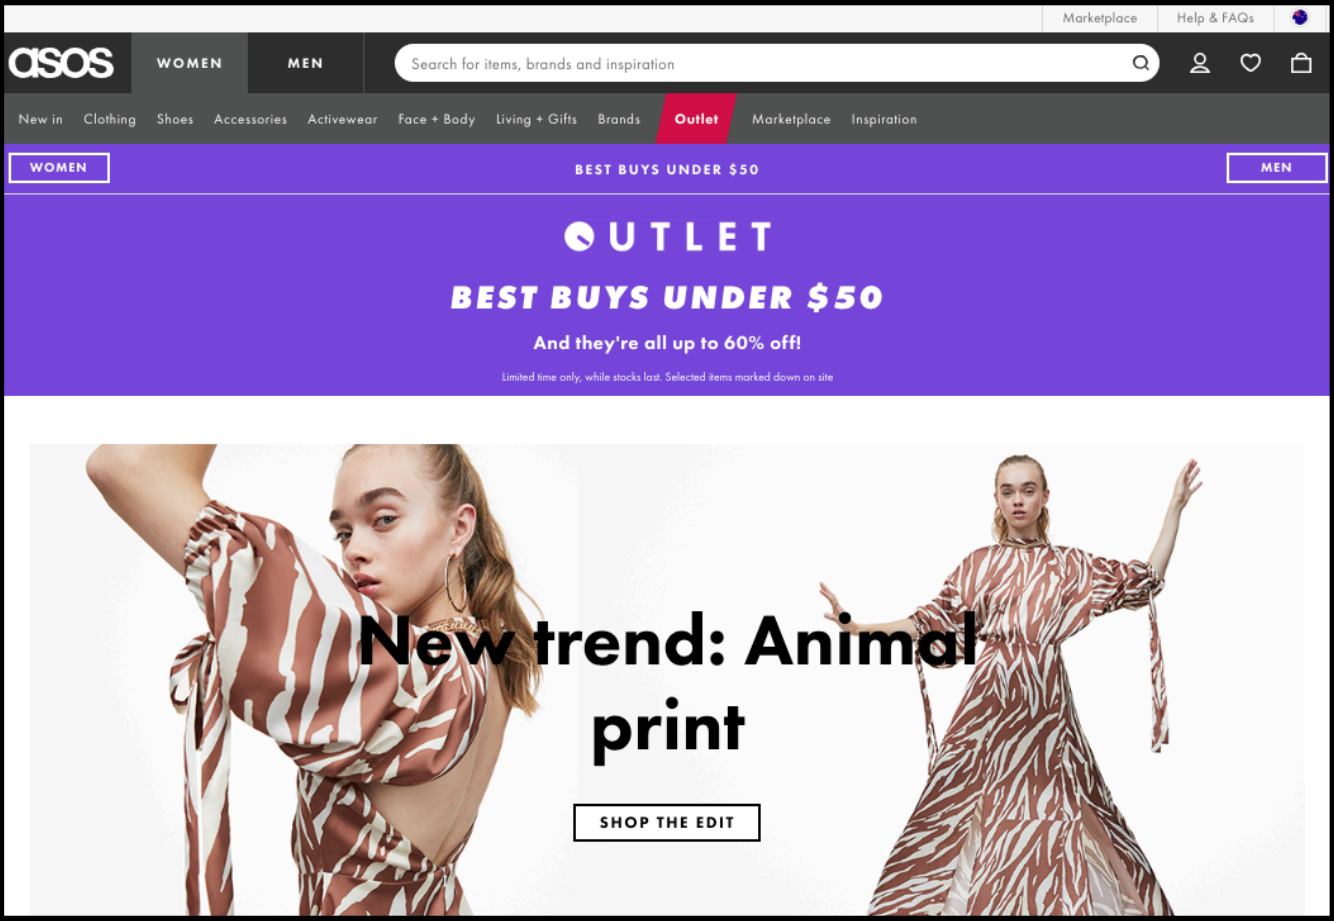 Marketplace
Help & FAQs
asos
WOMEN
MEN
Search for items, brands and inspiration
New in
Clothing
Shoes
Accessories
Activewear
Face + Body
Living + Gifts
Brands
Outlet
Marketplace
Inspiration
WOMEN
BEST BUYS UNDER $50
MEN
OUTLET
BEST BUYS UNDER $50
And they're all up to 60% off!
Limited time only, while stocks last. Selected items marked down on site
New trend: Animal
print
SHOP THE EDIT